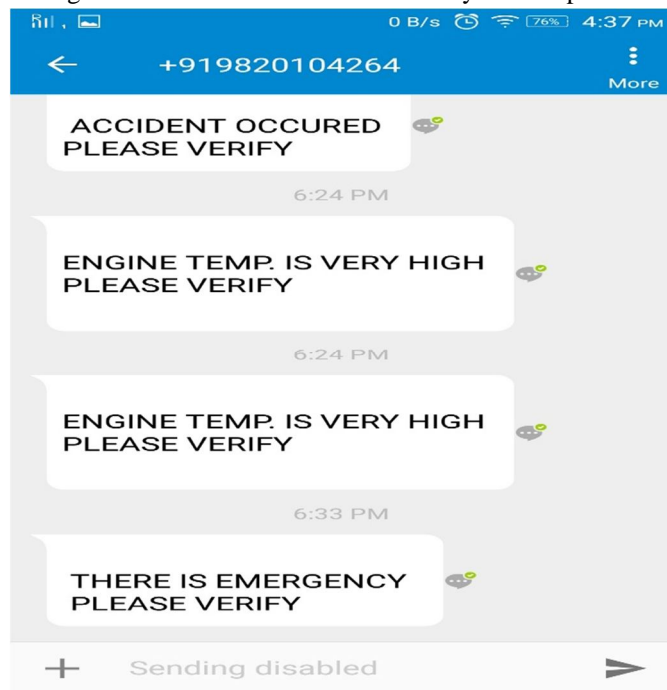 0 B/s 76% 4:37 PM
+919820104264
More
ACCIDENT OCCURED
PLEASE VERIFY
6:24 PM
ENGINE TEMP. IS VERY HIGH
PLEASE VERIFY
6:24 PM
ENGINE TEMP. IS VERY HIGH
PLEASE VERIFY
6:33 PM
THERE IS EMERGENCY
PLEASE VERIFY
Sending disabled